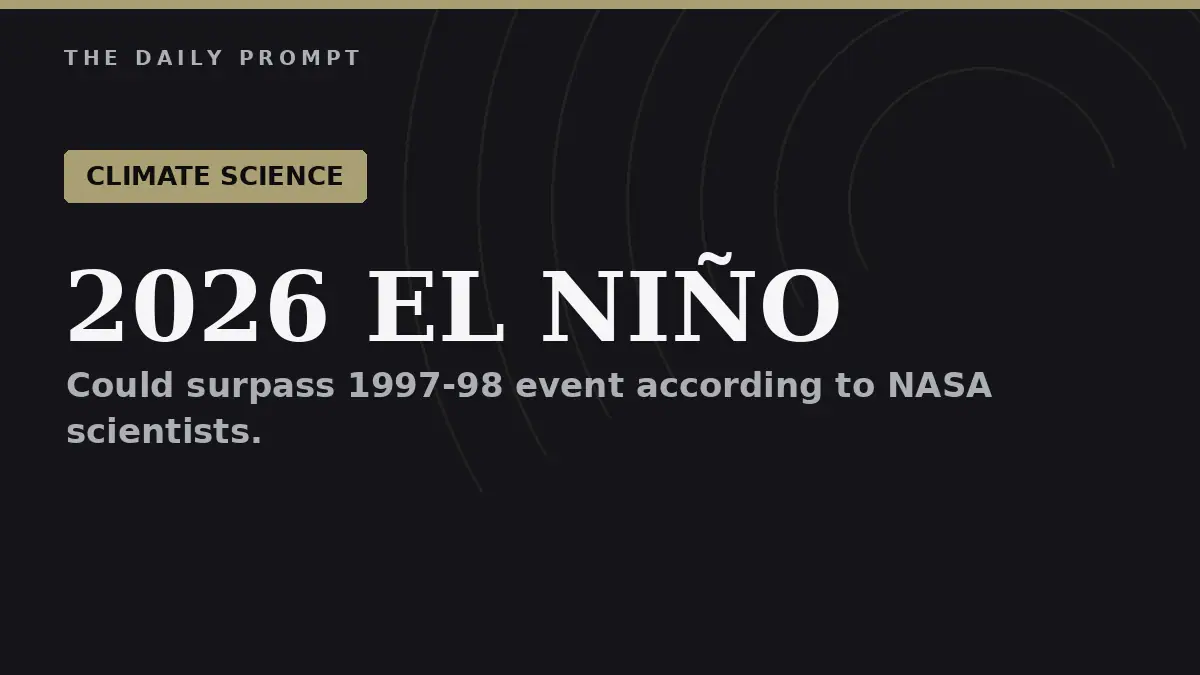 THE DAILY PROMPT
CLIMATE SCIENCE
2026 EL NIÑO
Could surpass 1997-98 event according to NASA
scientists.